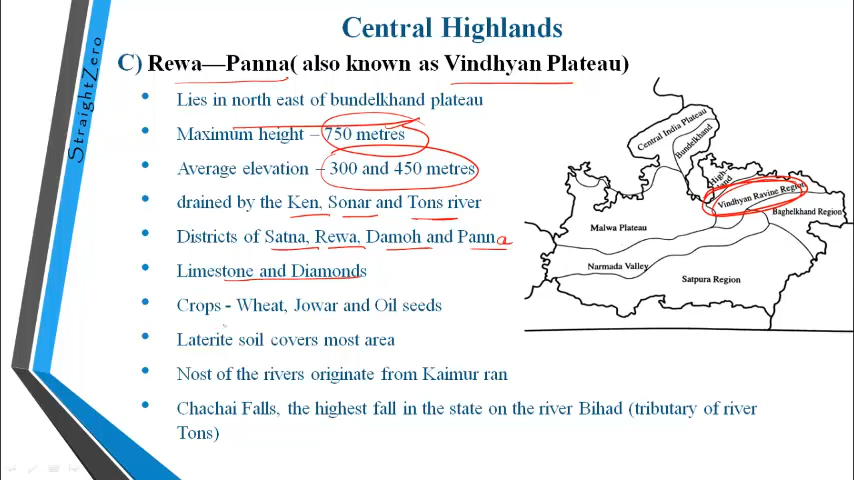 Central Highlands
StraightZero
C) Rewa—Panna( also known as Vindhyan Plateau)
• Lies in north east of bundelkhand plateau
• Maximum height – 750 metres
• Average elevation – 300 and 450 metres
• drained by the Ken, Sonar and Tons river
• Districts of Satna, Rewa, Damoh and Panna
• Limestone and Diamonds
• Crops - Wheat, Jowar and Oil seeds
• Laterite soil covers most area
• Nost of the rivers originate from Kaimur ran
• Chachai Falls, the highest fall in the state on the river Bihad (tributary of river
Tons)
Central India Plateau
Bundelkhand
High-
land
Vindhyan Ravine Region
Baghelkhand Region
Malwa Plateau
Narmada Valley
Satpura Region